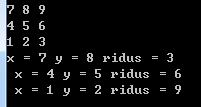 7 8 9
4 5 6
1 2 3
x = 7 y = 8 ridus = 3
x = 4 y = 5 ridus = 6
x = 1 y = 2 ridus = 9